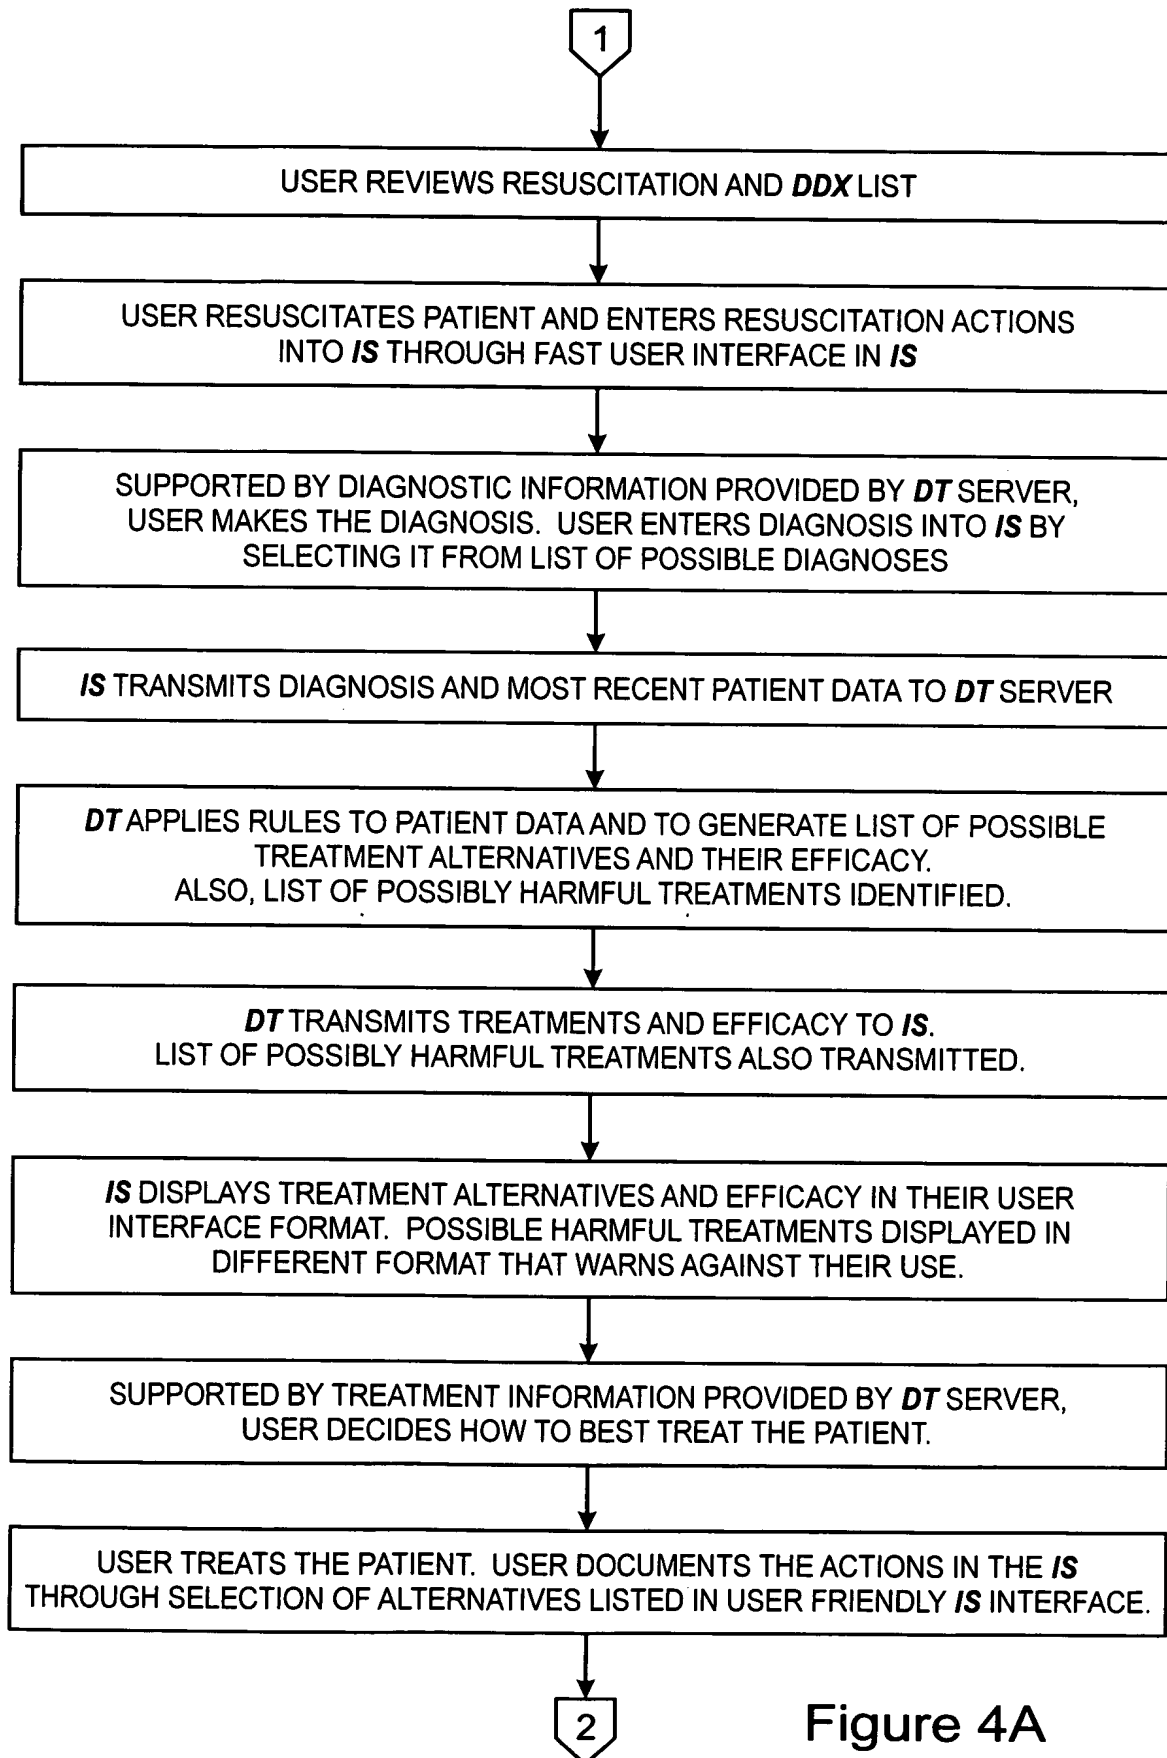 1
USER REVIEWS RESUSCITATION AND DDX LIST
USER RESUSCITATES PATIENT AND ENTERS RESUSCITATION ACTIONS
INTO IS THROUGH FAST USER INTERFACE IN IS
SUPPORTED BY DIAGNOSTIC INFORMATION PROVIDED BY DT SERVER,
USER MAKES THE DIAGNOSIS. USER ENTERS DIAGNOSIS INTO IS BY
SELECTING IT FROM LIST OF POSSIBLE DIAGNOSES
IS TRANSMITS DIAGNOSIS AND MOST RECENT PATIENT DATA TO DT SERVER
DT APPLIES RULES TO PATIENT DATA AND TO GENERATE LIST OF POSSIBLE
TREATMENT ALTERNATIVES AND THEIR EFFICACY.
ALSO, LIST OF POSSIBLY HARMFUL TREATMENTS IDENTIFIED.
DT TRANSMITS TREATMENTS AND EFFICACY TO IS.
LIST OF POSSIBLY HARMFUL TREATMENTS ALSO TRANSMITTED.
IS DISPLAYS TREATMENT ALTERNATIVES AND EFFICACY IN THEIR USER
INTERFACE FORMAT. POSSIBLE HARMFUL TREATMENTS DISPLAYED IN
DIFFERENT FORMAT THAT WARNS AGAINST THEIR USE.
SUPPORTED BY TREATMENT INFORMATION PROVIDED BY DT SERVER,
USER DECIDES HOW TO BEST TREAT THE PATIENT.
USER TREATS THE PATIENT. USER DOCUMENTS THE ACTIONS IN THE IS
THROUGH SELECTION OF ALTERNATIVES LISTED IN USER FRIENDLY IS INTERFACE.
2
Figure 4A